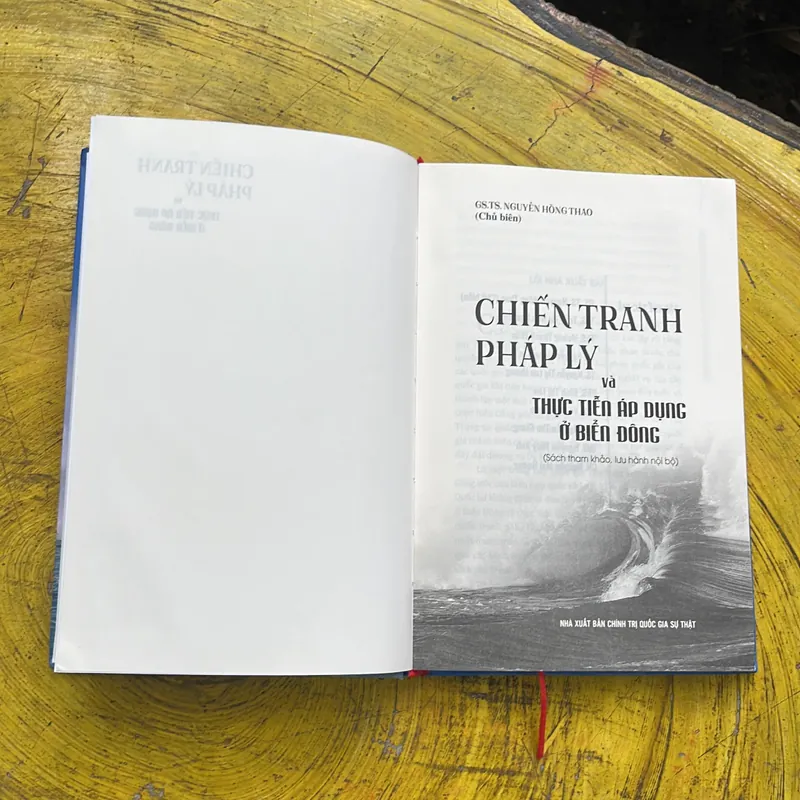 GS.TS. NGUYỄN HỒNG THAO
(Chủ biên)
CHIẾN TRANH
PHÁP LÝ
và
THỰC TIỄN ÁP DỤNG
Ở BIỂN ĐÔNG
(Sách tham khảo, lưu hành nội bộ)
NHÀ XUẤT BẢN CHÍNH TRỊ QUỐC GIA SỰ THẬT